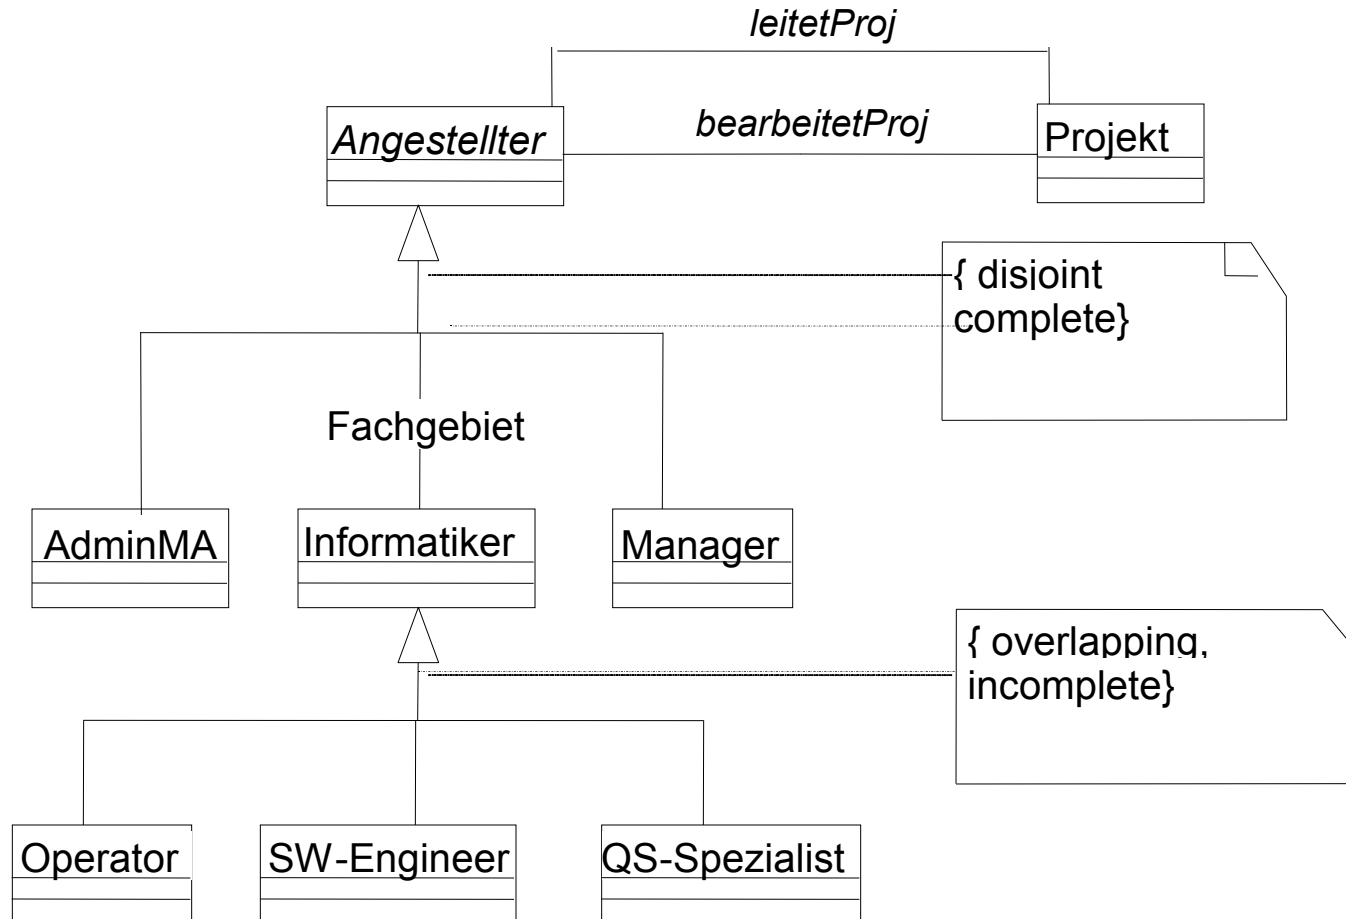 leitetProj
Angestellter
bearbeitetProj
Projekt
{ disjoint
complete}
Fachgebiet
AdminMA
Informatiker
Manager
{ overlapping,
incomplete}
Operator
SW-Engineer
QS-Spezialist